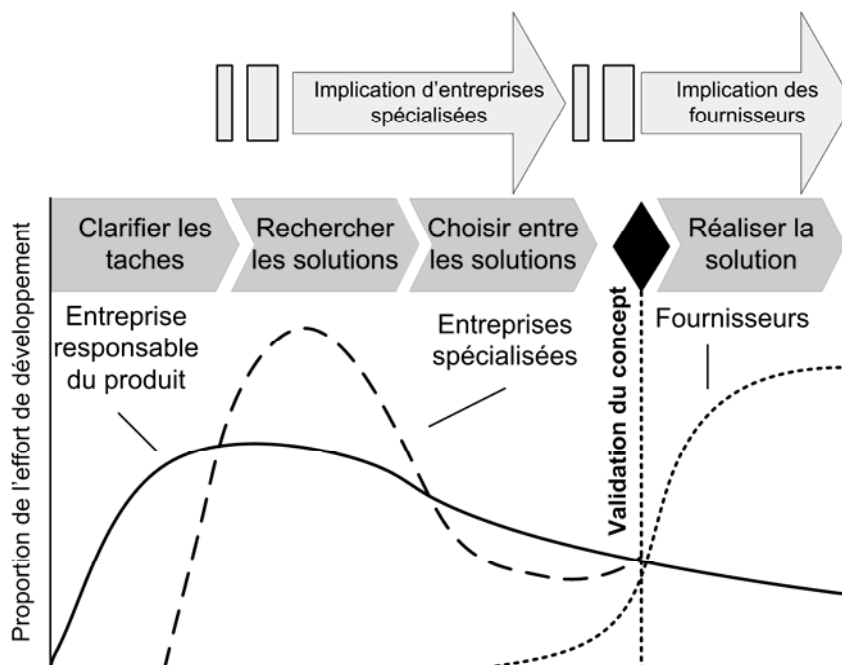 Implication d'entreprises
spécialisées
Implication des
fournisseurs
Clarifier les
taches
Rechercher
les solutions
Choisir entre
les solutions
Réaliser la
solution
Proportion de l'effort de développement
Entreprise
responsable
du produit
Entreprises
spécialisées
Validation du concept
Fournisseurs